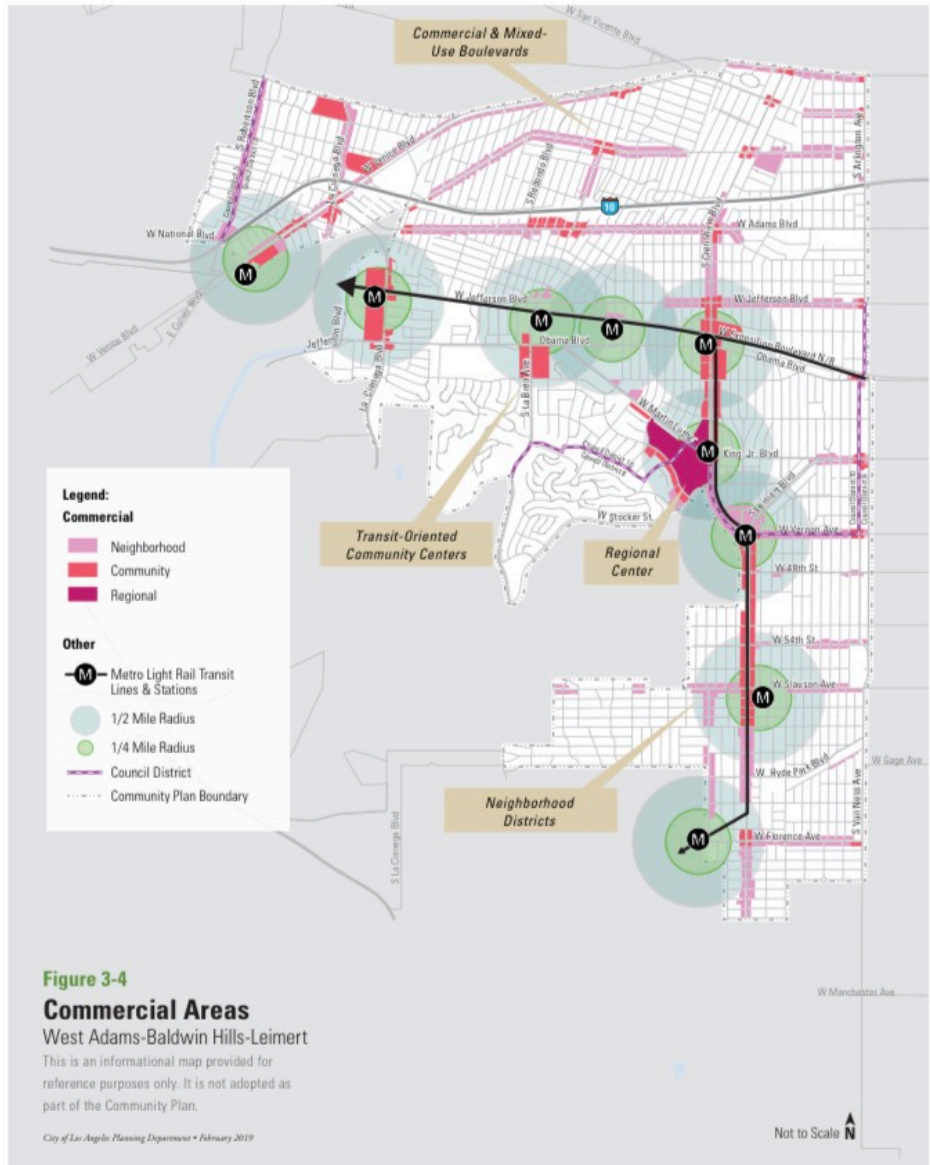 W San Vicente Blvd
Commercial & Mixed-
Use Boulevards
S Robertson Blvd
La Cienega Blvd
W Venice Blvd
S Redondo Blvd
S Arlington Ave
10
W National Blvd
S Crenshaw Blvd
W Adams Blvd
M
M
W Jefferson Blvd
W Jefferson Blvd
M
M
M
W Exposition Boulevard N/R
Obama Blvd
Obama Blvd
W Venice Blvd
Jefferson Blvd
La Cienega Blvd
S La Brea Ave
W Martin Luther
King Jr. Blvd
M
S Leimert Blvd
W Stocker St
W Vernon Ave
M
Transit-Oriented
Community Centers
Regional
Center
W 48th St
W 54th St
W Slauson Ave
M
W Hyde Park Blvd
W Gage Ave
S Van Ness Ave
Neighborhood
Districts
M
W Florence Ave
S La Cienega Blvd
W Manchester Ave
Legend:
Commercial
Neighborhood
Community
Regional
Other
M
Metro Light Rail Transit
Lines & Stations
1/2 Mile Radius
1/4 Mile Radius
Council District
Community Plan Boundary
Figure 3-4
Commercial Areas
West Adams-Baldwin Hills-Leimert
This is an informational map provided for
reference purposes only. It is not adopted as
part of the Community Plan.
City of Los Angeles Planning Department • February 2019
Not to Scale N